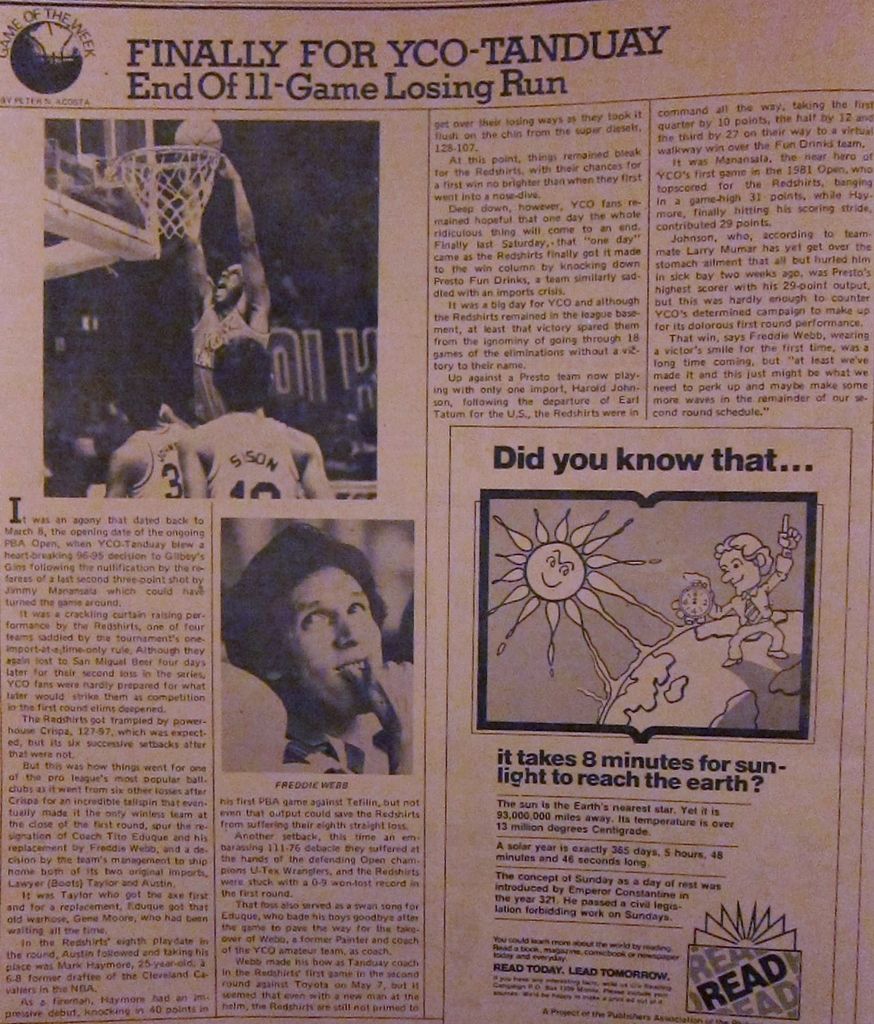 GAME OF THE WEEK
BY PETER N. ACOSTA
FINALLY FOR YCO-TANDUAY
End Of 11-Game Losing Run
It was an agony that dated back to
March 8, the opening date of the ongoing
PBA Open, when YCO-Tanduay blew a
heart-breaking 96-95 decision to Gilbey's
Gins following the nullification by the re-
ferees of a last second three-point shot by
Jimmy Manansala which could have
turned the game around.
It was a crackling curtain raising per-
formance by the Redshirts, one of four
teams saddled by the tournament's one-
import-at-a-time-only rule. Although they
again lost to San Miguel Beer four days
later for their second loss in the series,
YCO fans were hardly prepared for what
later would strike them as competition
in the first round elims deepened.
The Redshirts got trampled by power-
house Crispa, 127-97, which was expect-
ed, but its six successive setbacks after
that were not.
But this was how things went for one
of the pro league's most popular ball-
clubs as it went from six other losses after
Crispa for an incredible tailspin that even-
tually made it the only winless team at
the close of the first round, spur the re-
signation of Coach Tito Eduque and his
replacement by Freddie Webb, and a de-
cision by the team's management to ship
home both of its two original imports,
Lawyer (Boots) Taylor and Austin.
It was Taylor who got the axe first
and for a replacement, Eduque got that
old warhose, Gene Moore, who had been
waiting all the time.
In the Redshirts' eighth playdate in
the round, Austin followed and taking his
place was Mark Haymore, 25-year-old, a
6-8 former draftee of the Cleveland Ca-
valiers in the NBA.
As a fireman, Haymore had an im-
pressive debut, knocking in 40 points in
3
SISON
FREDDIE WEBB
his first PBA game against Tefilin, but not
even that output could save the Redshirts
from suffering their eighth straight loss.
Another setback, this time an em-
barassing 111-76 debacle they suffered at
the hands of the defending Open cham-
pions U-Tex Wranglers, and the Redshirts
were stuck with a 0-9 won-lost record in
the first round.
That loss also served as a swan song for
Eduque, who bade his boys goodbye after
the game to pave the way for the take-
over of Webb, a former Painter and coach
of the YCO amateur team, as coach.
Webb made his bow as Tanduay coach
in the Redshirts' first game in the second
round against Toyota on May 7, but it
seemed that even with a new man at the
helm, the Redshirts are still not primed to
get over their losing ways as they took it
flush on the chin from the super diesels,
128-107.
At this point, things remained bleak
for the Redshirts, with their chances for
a first win no brighter than when they first
went into a nose-dive.
Deep down, however, YCO fans re-
mained hopeful that one day the whole
ridiculous thing will come to an end.
Finally last Saturday, that "one day"
came as the Redshirts finally got it made
to the win column by knocking down
Presto Fun Drinks, a team similarly sad-
dled with an imports crisis.
It was a big day for YCO and although
the Redshirts remained in the league base-
ment, at least that victory spared them
from the ignominy of going through 18
games of the eliminations without a vic-
tory to their name.
Up against a Presto team now play-
ing with only one import, Harold John-
son, following the departure of Earl
Tatum for the U.S., the Redshirts were in
command all the way, taking the first
quarter by 10 points, the half by 12 and
the third by 27 on their way to a virtual
walkway win over the Fun Drinks team.
It was Manansala, the near hero of
YCO's first game in the 1981 Open, who
topscored for the Redshirts, banging
in a game-high 31 points, while Hay-
more, finally hitting his scoring stride,
contributed 29 points.
Johnson, who, according to team-
mate Larry Mumar has yet get over the
stomach ailment that all but hurled him
in sick bay two weeks ago, was Presto's
highest scorer with his 29-point output,
but this was hardly enough to counter
YCO's determined campaign to make up
for its dolorous first round performance.
That win, says Freddie Webb, wearing
a victor's smile for the first time, was a
long time coming, but "at least we've
made it and this just might be what we
need to perk up and maybe make some
more waves in the remainder of our se-
cond round schedule."
Did you know that...
it takes 8 minutes for sun-
light to reach the earth?
The sun is the Earth's nearest star. Yet it is
93,000,000 miles away. Its temperature is over
13 million degrees Centigrade.
A solar year is exactly 365 days, 5 hours, 48
minutes and 46 seconds long.
The concept of Sunday as a day of rest was
introduced by Emperor Constantine in
the year 321. He passed a civil legis-
lation forbidding work on Sundays.
You could learn more about the world by reading.
Read a book, magazine, comicbook or newspaper
today and everyday.
READ TODAY. LEAD TOMORROW.
READ
READ
READ
A Project of the Publishers Association of the